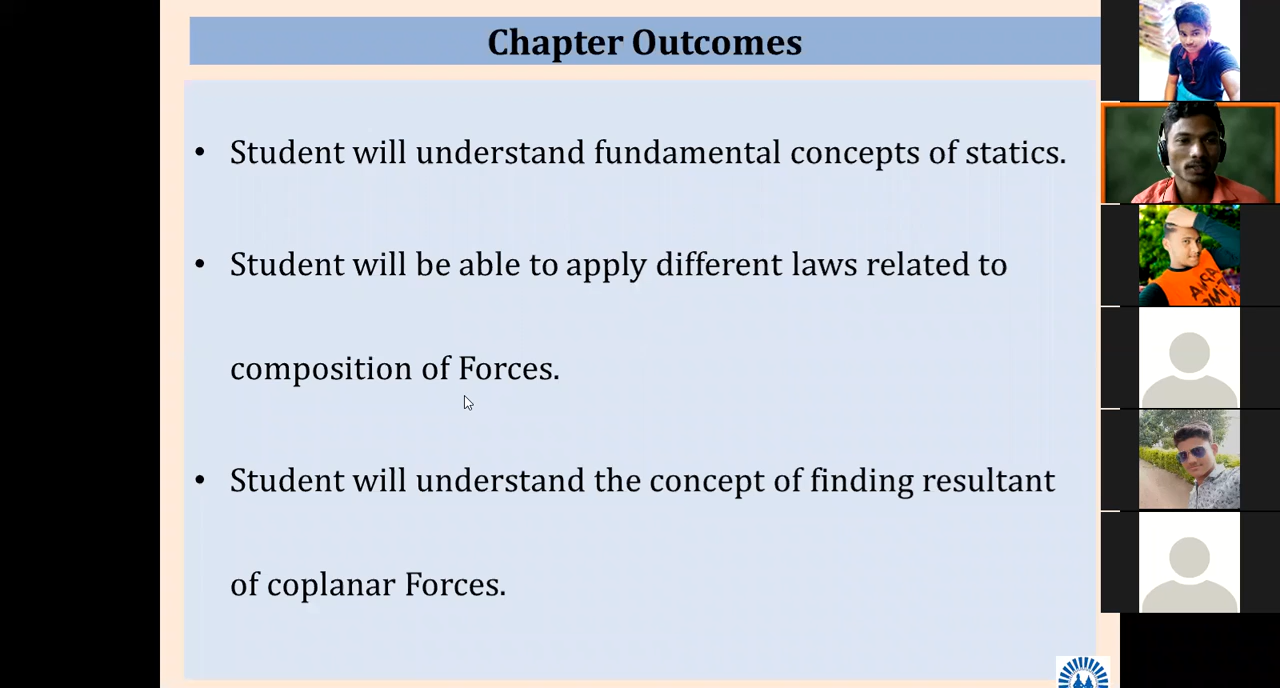 Chapter Outcomes
• Student will understand fundamental concepts of statics.
• Student will be able to apply different laws related to
composition of Forces.
• Student will understand the concept of finding resultant
of coplanar Forces.